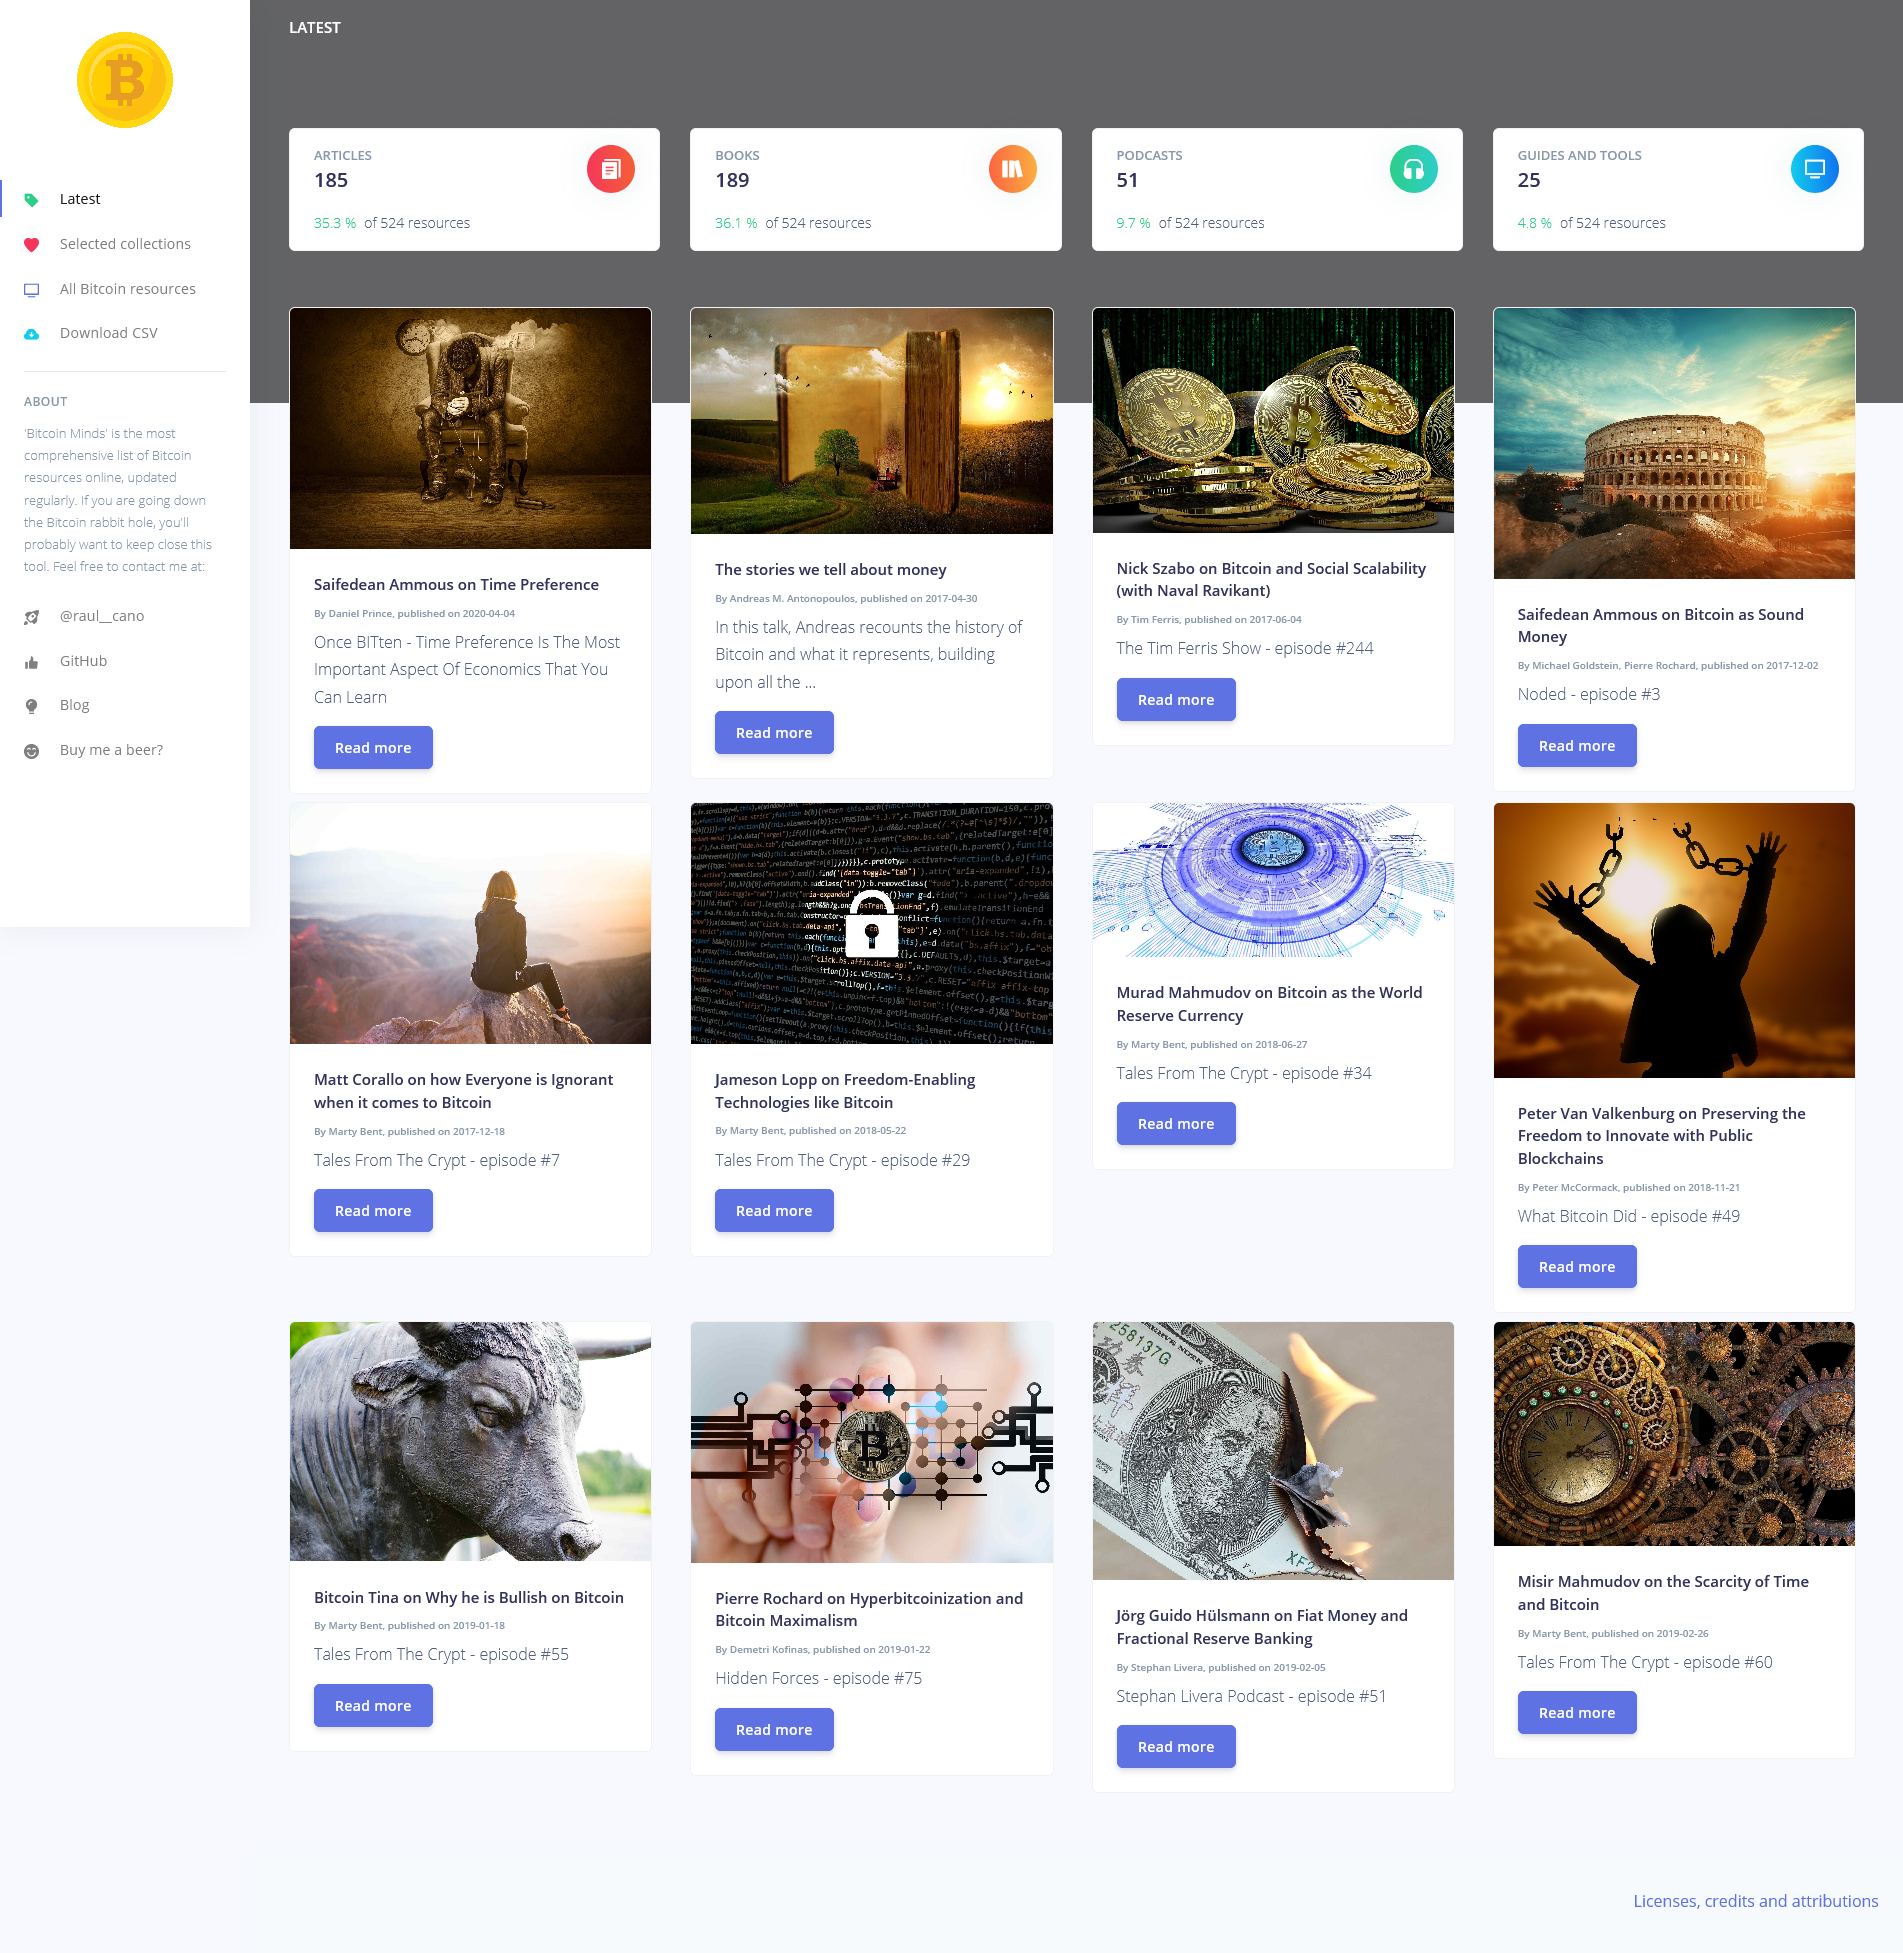 LATEST
Latest
Selected collections
All Bitcoin resources
Download CSV
ABOUT
'Bitcoin Minds' is the most
comprehensive list of Bitcoin
resources online, updated
regularly. If you are going down
the Bitcoin rabbit hole, you'll
probably want to keep close this
tool. Feel free to contact me at:
@raul__cano
GitHub
Blog
Buy me a beer?
ARTICLES
185
35.3 % of 524 resources
BOOKS
189
36.1 % of 524 resources
PODCASTS
51
9.7 % of 524 resources
GUIDES AND TOOLS
25
4.8 % of 524 resources
Saifedean Ammous on Time Preference
By Daniel Prince, published on 2020-04-04
Once BITten - Time Preference Is The Most
Important Aspect Of Economics That You
Can Learn
Read more
The stories we tell about money
By Andreas M. Antonopoulos, published on 2017-04-30
In this talk, Andreas recounts the history of
Bitcoin and what it represents, building
upon all the ...
Read more
Nick Szabo on Bitcoin and Social Scalability
(with Naval Ravikant)
By Tim Ferris, published on 2017-06-04
The Tim Ferris Show - episode #244
Read more
Saifedean Ammous on Bitcoin as Sound
Money
By Michael Goldstein, Pierre Rochard, published on 2017-12-02
Noded - episode #3
Read more
Matt Corallo on how Everyone is Ignorant
when it comes to Bitcoin
By Marty Bent, published on 2017-12-18
Tales From The Crypt - episode #7
Read more
Jameson Lopp on Freedom-Enabling
Technologies like Bitcoin
By Marty Bent, published on 2018-05-22
Tales From The Crypt - episode #29
Read more
Murad Mahmudov on Bitcoin as the World
Reserve Currency
By Marty Bent, published on 2018-06-27
Tales From The Crypt - episode #34
Read more
Peter Van Valkenburg on Preserving the
Freedom to Innovate with Public
Blockchains
By Peter McCormack, published on 2018-11-21
What Bitcoin Did - episode #49
Read more
Bitcoin Tina on Why he is Bullish on Bitcoin
By Marty Bent, published on 2019-01-18
Tales From The Crypt - episode #55
Read more
Pierre Rochard on Hyperbitcoinization and
Bitcoin Maximalism
By Demetri Kofinas, published on 2019-01-22
Hidden Forces - episode #75
Read more
258137G
Jörg Guido Hülsmann on Fiat Money and
Fractional Reserve Banking
By Stephan Livera, published on 2019-02-05
Stephan Livera Podcast - episode #51
Read more
Misir Mahmudov on the Scarcity of Time
and Bitcoin
By Marty Bent, published on 2019-02-26
Tales From The Crypt - episode #60
Read more
Licenses, credits and attributions